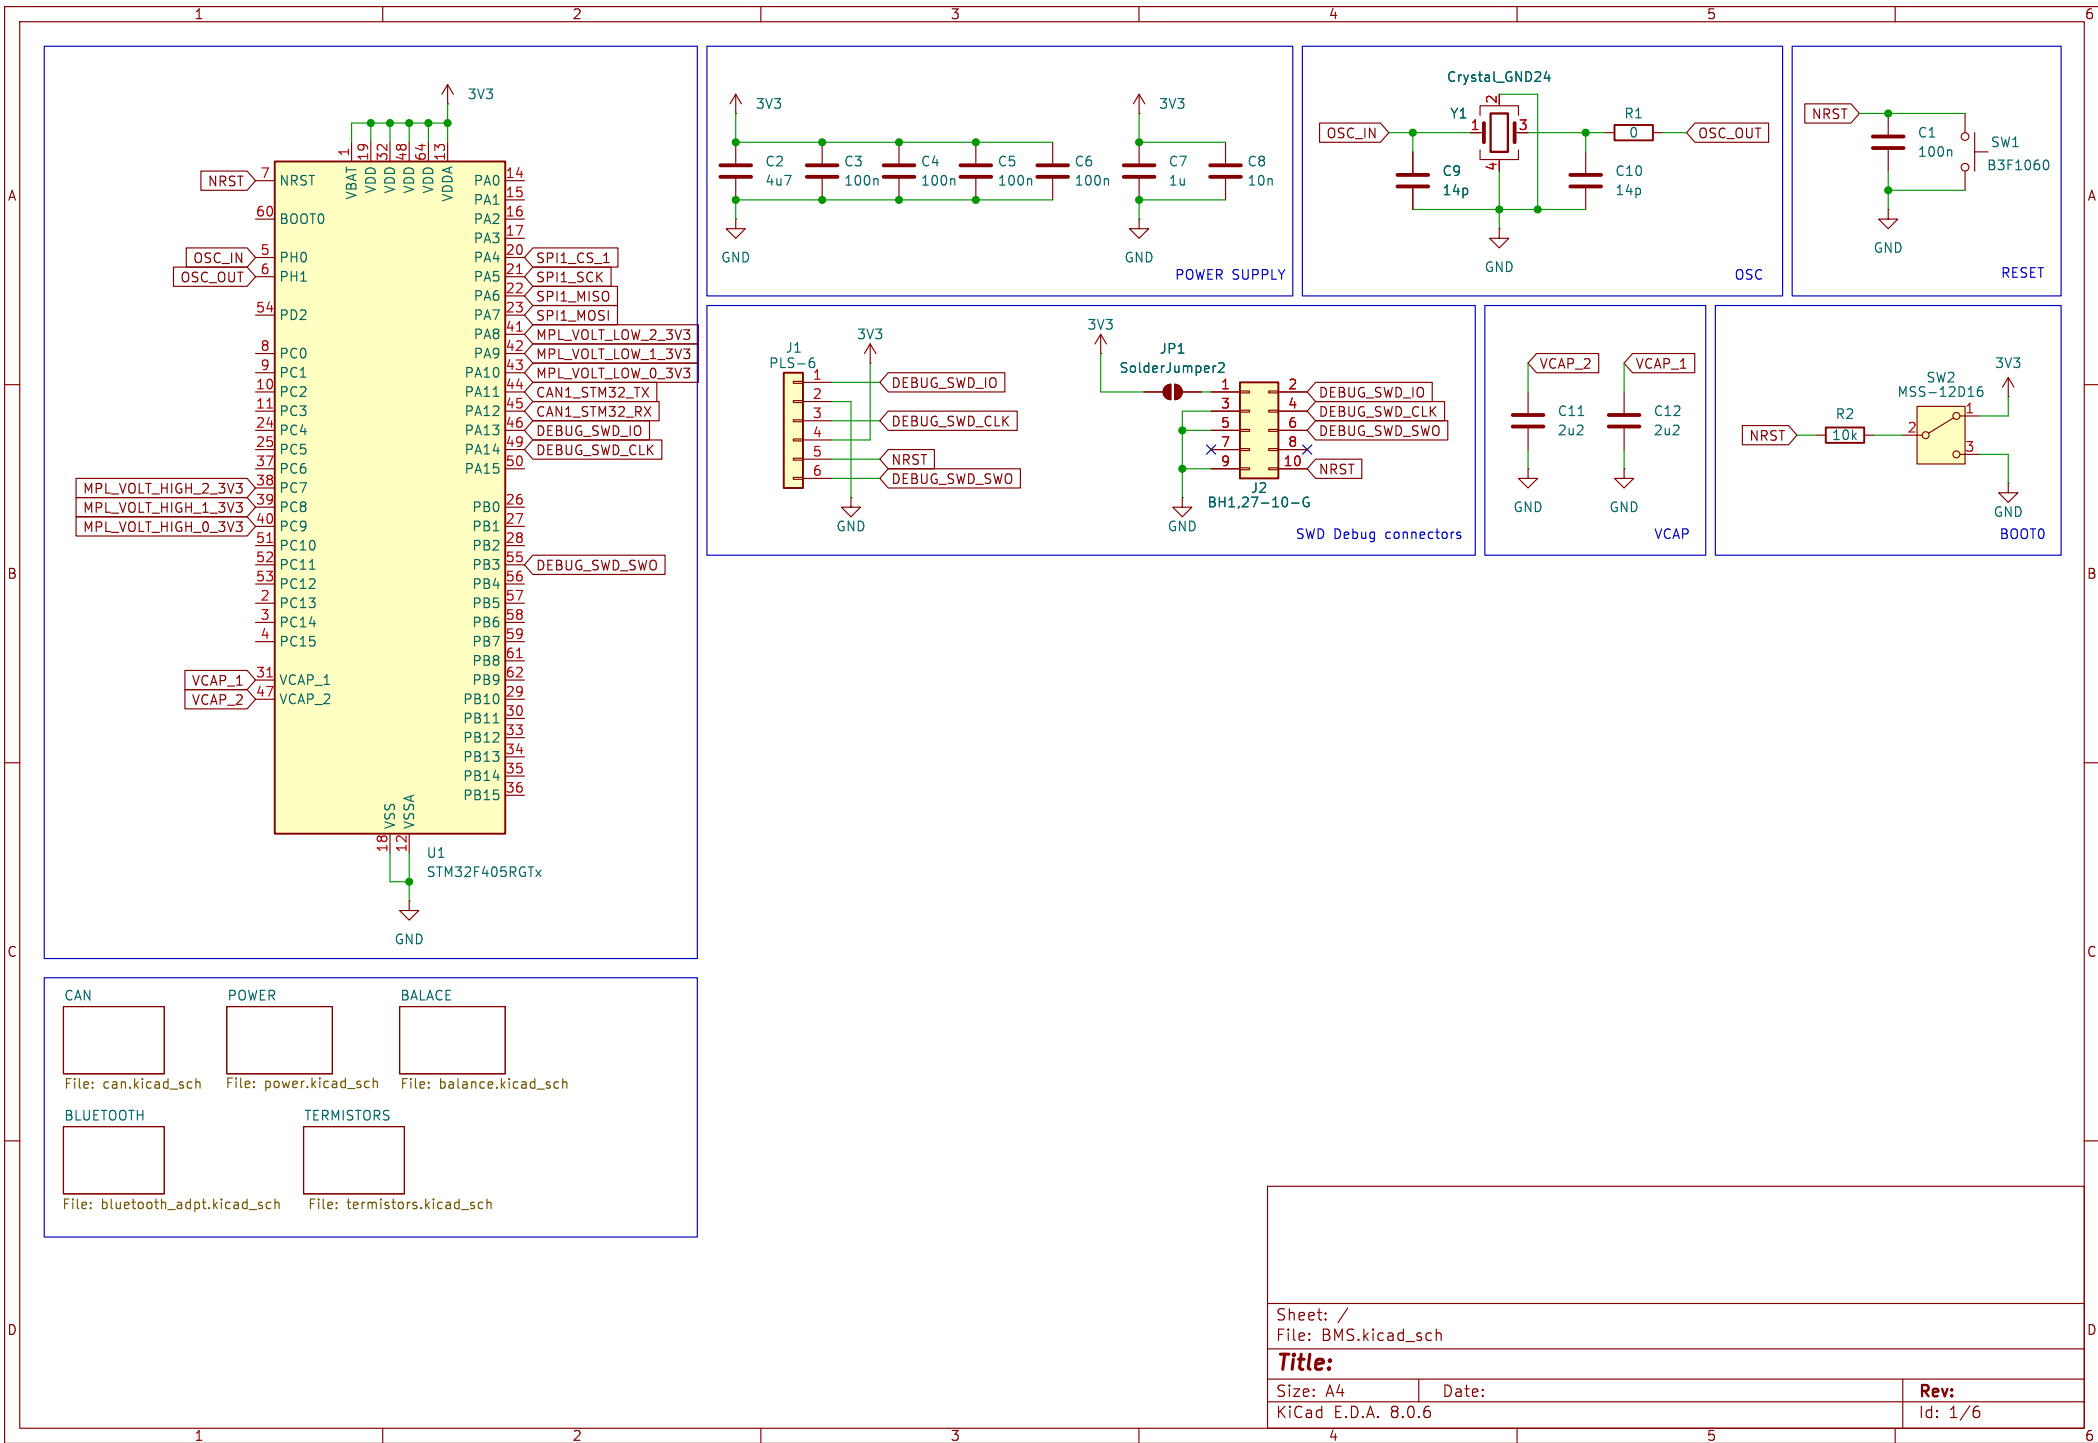 1 2 3 4 5 6
A
B
C
D
3V3
1 19 32 48 64 13
VBAT VDD VDD VDD VDD VDDA
NRST 7 NRST
60 BOOT0
OSC_IN 5 PH0
OSC_OUT 6 PH1
54 PD2
8 PC0
9 PC1
10 PC2
11 PC3
24 PC4
25 PC5
37 PC6
MPL_VOLT_HIGH_2_3V3 38 PC7
MPL_VOLT_HIGH_1_3V3 39 PC8
MPL_VOLT_HIGH_0_3V3 40 PC9
51 PC10
52 PC11
53 PC12
2 PC13
3 PC14
4 PC15
VCAP_1 31 VCAP_1
VCAP_2 47 VCAP_2
PA0 14
PA1 15
PA2 16
PA3 17
PA4 20 SPI1_CS_1
PA5 21 SPI1_SCK
PA6 22 SPI1_MISO
PA7 23 SPI1_MOSI
PA8 41 MPL_VOLT_LOW_2_3V3
PA9 42 MPL_VOLT_LOW_1_3V3
PA10 43 MPL_VOLT_LOW_0_3V3
PA11 44 CAN1_STM32_TX
PA12 45 CAN1_STM32_RX
PA13 46 DEBUG_SWD_IO
PA14 49 DEBUG_SWD_CLK
PA15 50
PB0 26
PB1 27
PB2 28
PB3 55 DEBUG_SWD_SWO
PB4 56
PB5 57
PB6 58
PB7 59
PB8 61
PB9 62
PB10 29
PB11 30
PB12 33
PB13 34
PB14 35
PB15 36
VSS VSSA
18 12
U1
STM32F405RGTx
GND
3V3
C2 4u7
C3 100n
C4 100n
C5 100n
C6 100n
GND
3V3
C7 1u
C8 10n
GND
POWER SUPPLY
Crystal_GND24
Y1
2
1 3
4
OSC_IN
R1
0
OSC_OUT
C9
14p
C10
14p
GND
OSC
NRST
C1
100n
SW1
B3F1060
GND
RESET
J1
PLS-6
3V3
1 DEBUG_SWD_IO
2
3 DEBUG_SWD_CLK
4
5 NRST
6 DEBUG_SWD_SWO
GND
3V3
JP1
SolderJumper2
1 2 DEBUG_SWD_IO
3 4 DEBUG_SWD_CLK
5 6 DEBUG_SWD_SWO
7 8
9 10 NRST
J2
BH1,27-10-G
GND
SWD Debug connectors
VCAP_2
C11
2u2
GND
VCAP_1
C12
2u2
GND
VCAP
NRST
R2
10k
SW2
MSS-12D16
2
1
3
3V3
GND
BOOT0
CAN
File: can.kicad_sch
POWER
File: power.kicad_sch
BALACE
File: balance.kicad_sch
BLUETOOTH
File: bluetooth_adpt.kicad_sch
TERMISTORS
File: termistors.kicad_sch
Sheet: /
File: BMS.kicad_sch
Title:
Size: A4 Date: Rev:
KiCad E.D.A. 8.0.6 Id: 1/6
A
B
C
D
1 2 3 4 5 6